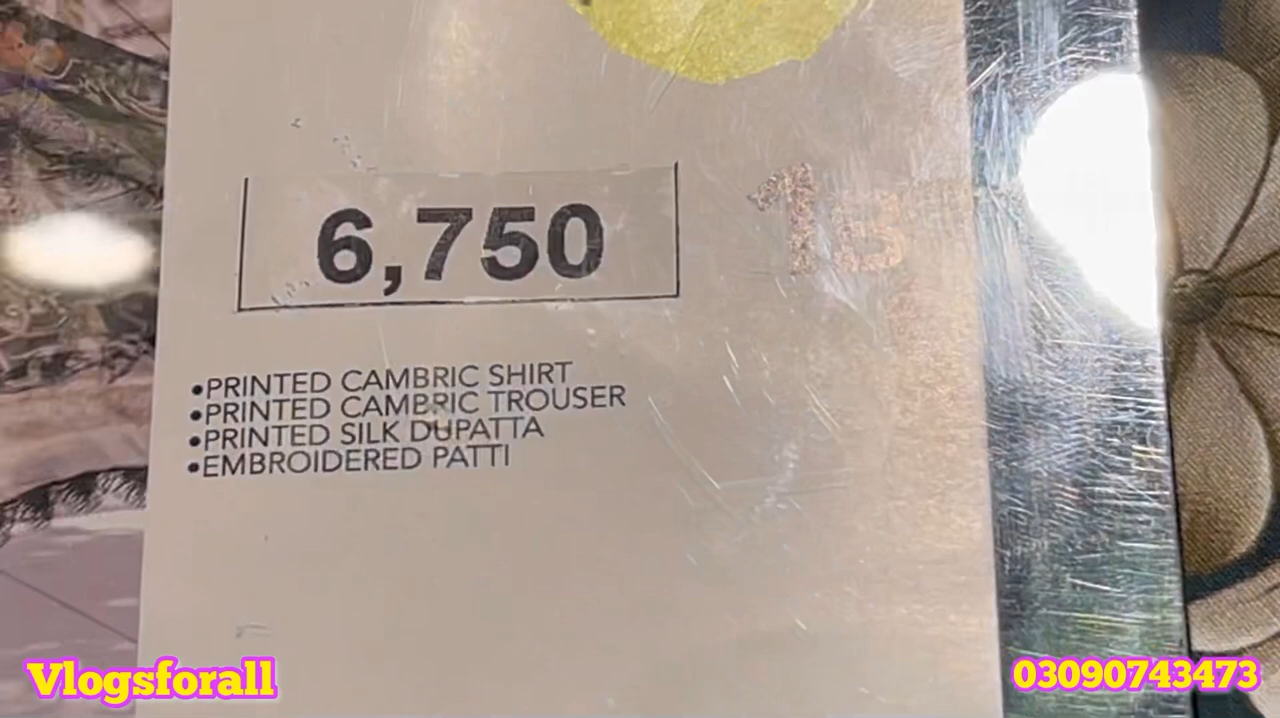 6,750
•PRINTED CAMBRIC SHIRT
•PRINTED CAMBRIC TROUSER
•PRINTED SILK DUPATTA
•EMBROIDERED PATTI
Vlogsforall
03090743473